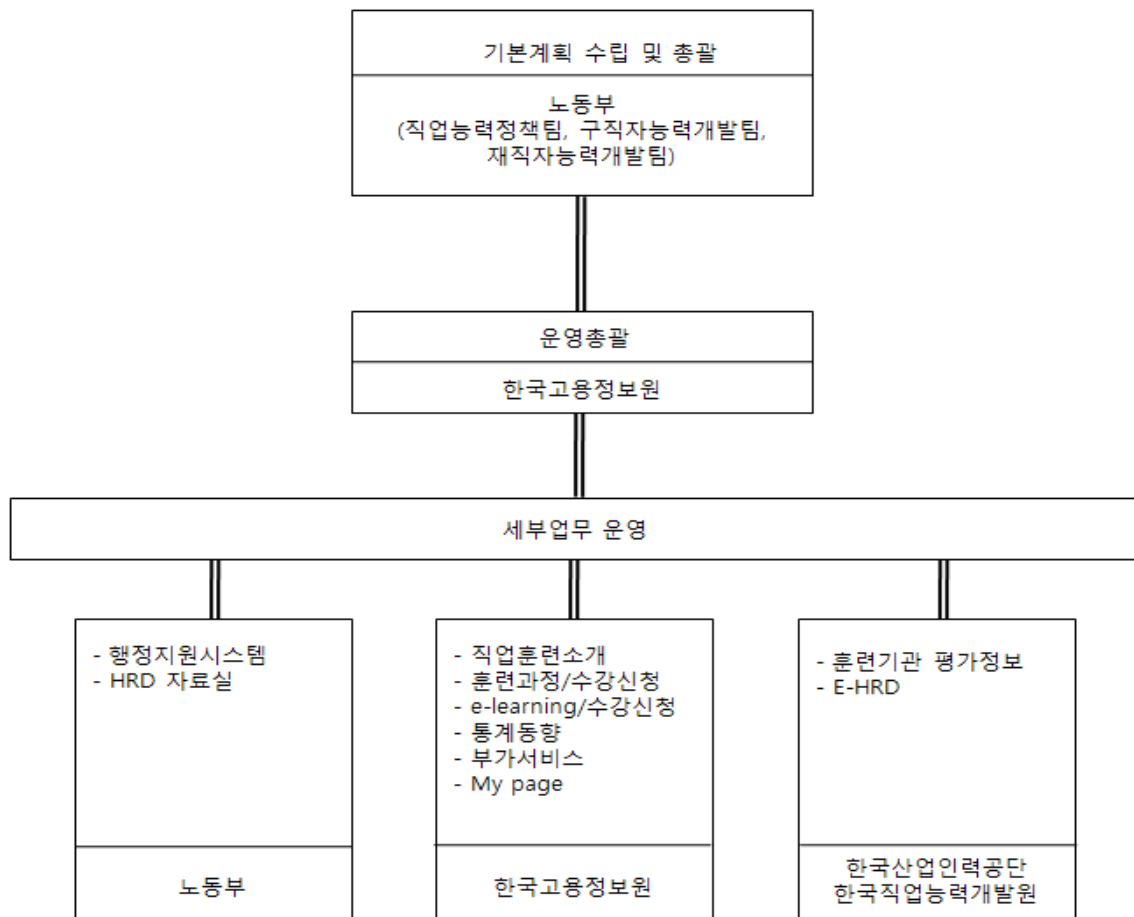 기본계획 수립 및 총괄
노동부
(직업능력정책팀, 구직자능력개발팀,
재직자능력개발팀)
운영총괄
한국고용정보원
세부업무 운영
- 행정지원시스템
- HRD 자료실
노동부
- 직업훈련소개
- 훈련과정/수강신청
- e-learning/수강신청
- 통계동향
- 부가서비스
- My page
한국고용정보원
- 훈련기관 평가정보
- E-HRD
한국산업인력공단
한국직업능력개발원